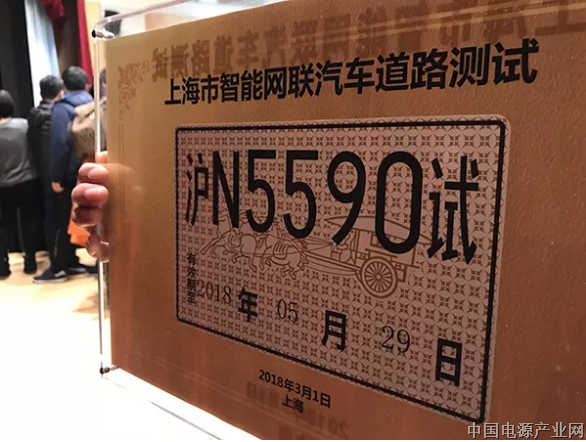 上海市智能网联汽车道路测试
沪N5590试
有效期至2018年05月29日
2018年3月1日
上海
中国电源产业网